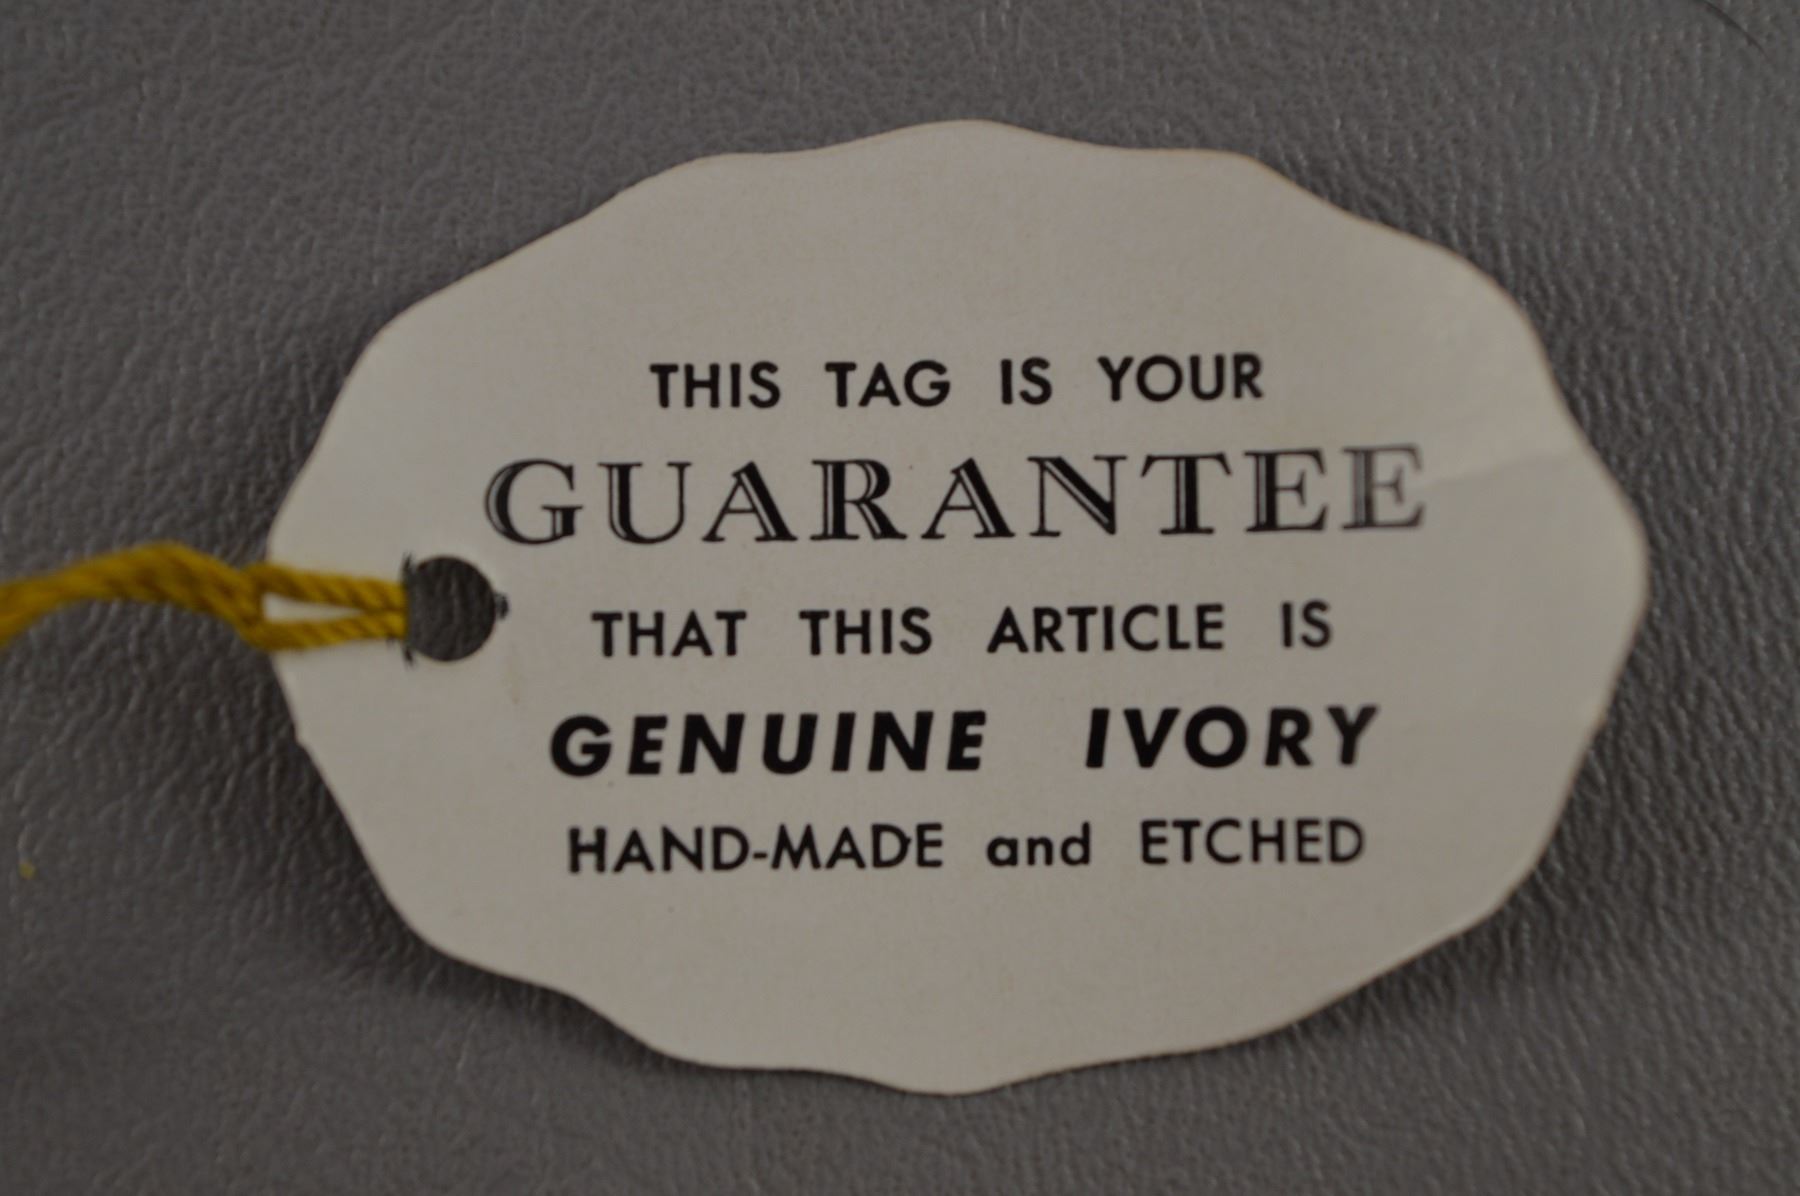 THIS TAG IS YOUR
GUARANTEE
THAT THIS ARTICLE IS
GENUINE IVORY
HAND-MADE and ETCHED